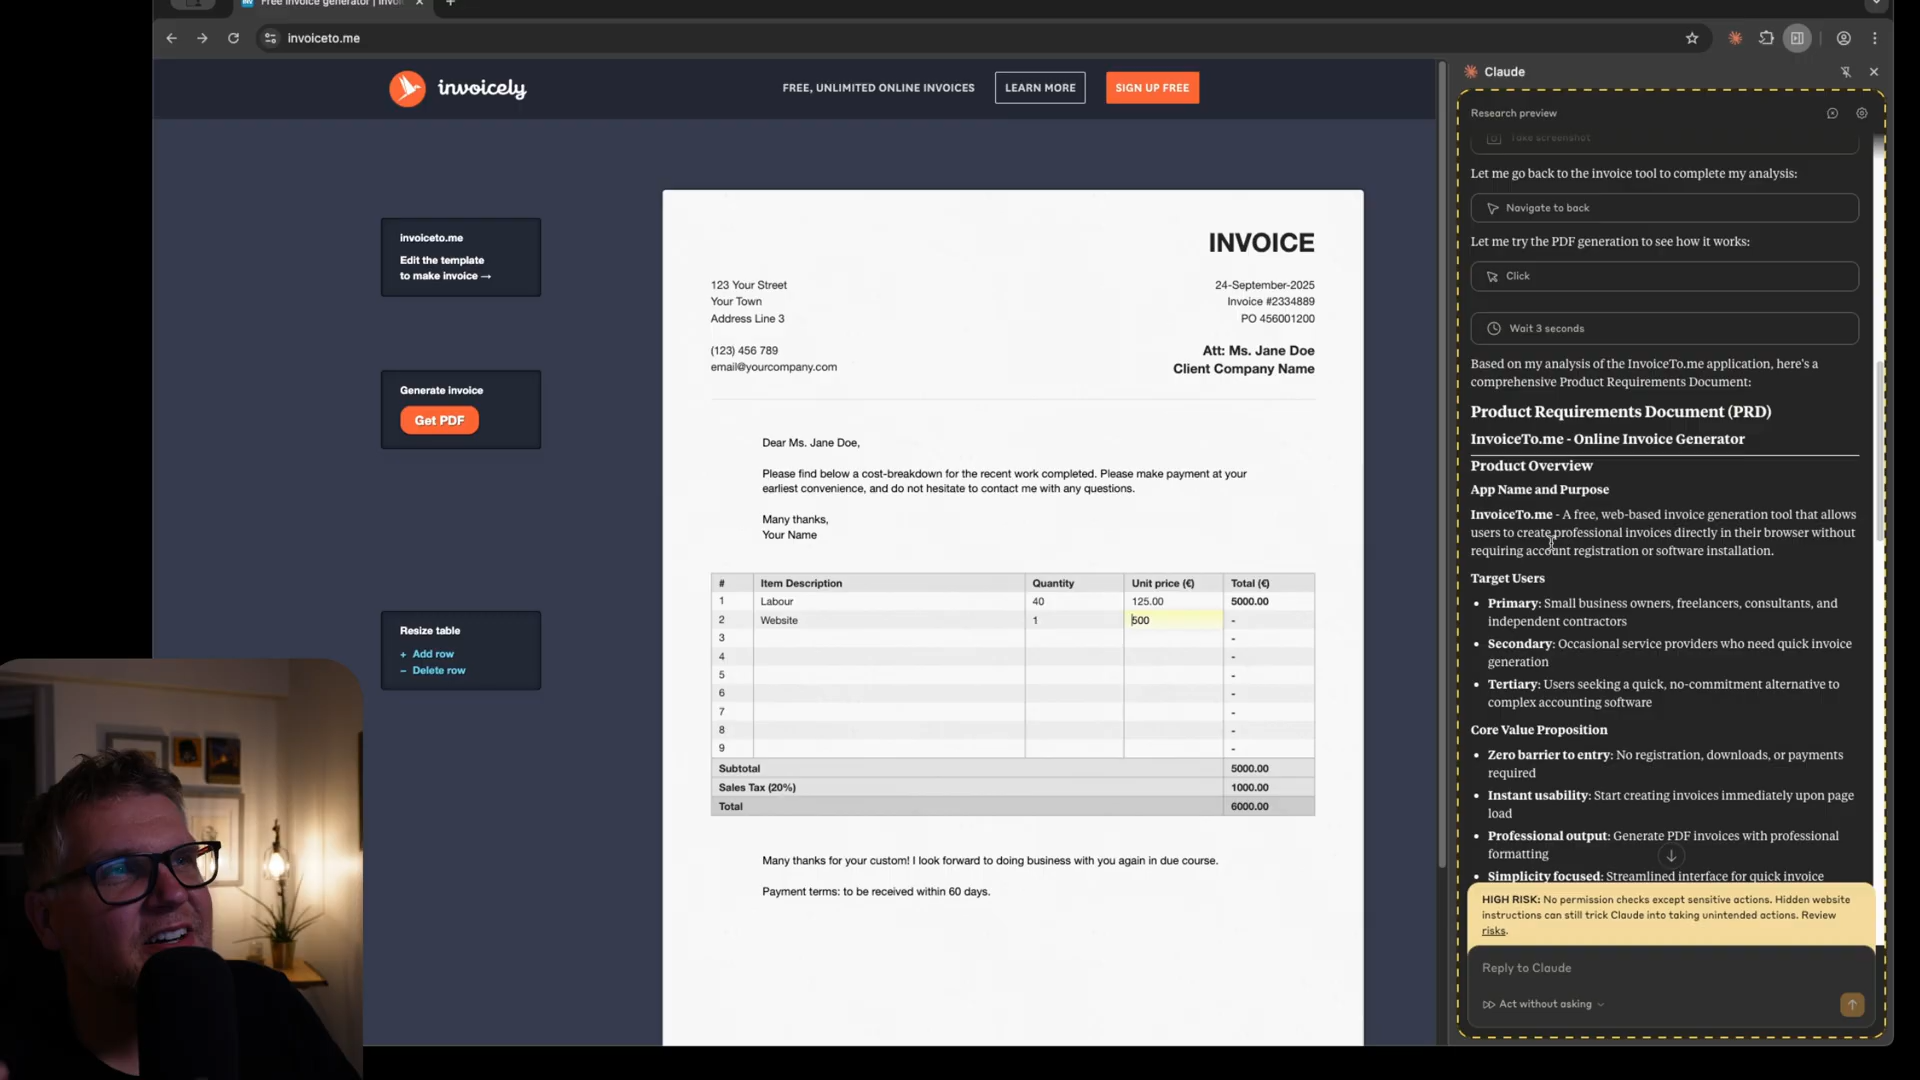 Free invoice generator | Invoi
invoiceto.me
invoicely
FREE, UNLIMITED ONLINE INVOICES
LEARN MORE
SIGN UP FREE
invoiceto.me
Edit the template
to make invoice →
Generate invoice
Get PDF
Resize table
+ Add row
– Delete row
INVOICE
123 Your Street
Your Town
Address Line 3
(123) 456 789
email@yourcompany.com
24-September-2025
Invoice #2334889
PO 456001200
Att: Ms. Jane Doe
Client Company Name
Dear Ms. Jane Doe,
Please find below a cost-breakdown for the recent work completed. Please make payment at your
earliest convenience, and do not hesitate to contact me with any questions.
Many thanks,
Your Name
# Item Description Quantity Unit price (€) Total (€)
1 Labour 40 125.00 5000.00
2 Website 1 500 -
3 -
4 -
5 -
6 -
7 -
8 -
9 -
Subtotal 5000.00
Sales Tax (20%) 1000.00
Total 6000.00
Many thanks for your custom! I look forward to doing business with you again in due course.
Payment terms: to be received within 60 days.
Claude
Research preview
Take screenshot
Let me go back to the invoice tool to complete my analysis:
Navigate to back
Let me try the PDF generation to see how it works:
Click
Wait 3 seconds
Based on my analysis of the InvoiceTo.me application, here's a
comprehensive Product Requirements Document:
Product Requirements Document (PRD)
InvoiceTo.me - Online Invoice Generator
Product Overview
App Name and Purpose
InvoiceTo.me - A free, web-based invoice generation tool that allows
users to create professional invoices directly in their browser without
requiring account registration or software installation.
Target Users
• Primary: Small business owners, freelancers, consultants, and
independent contractors
• Secondary: Occasional service providers who need quick invoice
generation
• Tertiary: Users seeking a quick, no-commitment alternative to
complex accounting software
Core Value Proposition
• Zero barrier to entry: No registration, downloads, or payments
required
• Instant usability: Start creating invoices immediately upon page
load
• Professional output: Generate PDF invoices with professional
formatting
• Simplicity focused: Streamlined interface for quick invoice
HIGH RISK: No permission checks except sensitive actions. Hidden website
instructions can still trick Claude into taking unintended actions. Review
risks.
Reply to Claude
Act without asking